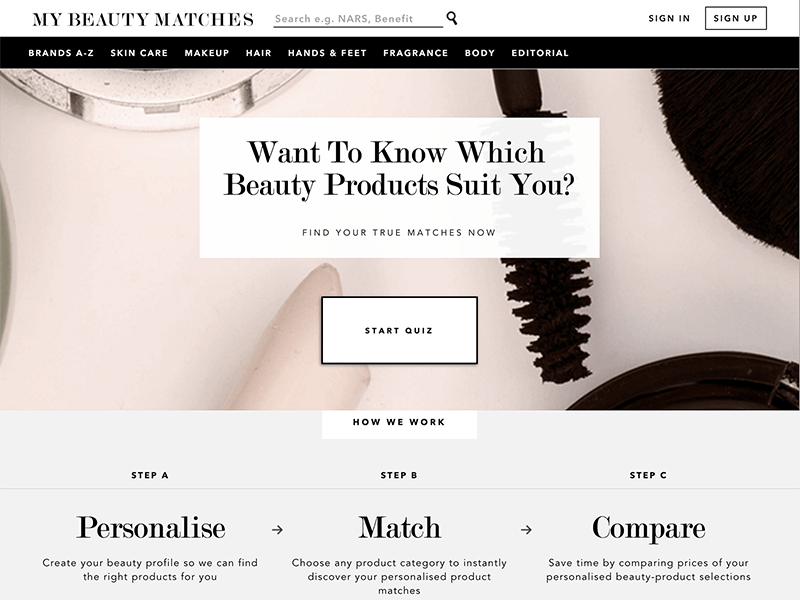 MY BEAUTY MATCHES
Search e.g. NARS, Benefit
SIGN IN
SIGN UP
BRANDS A-Z SKIN CARE MAKEUP HAIR HANDS & FEET FRAGRANCE BODY EDITORIAL
Want To Know Which
Beauty Products Suit You?
FIND YOUR TRUE MATCHES NOW
START QUIZ
HOW WE WORK
STEP A
Personalise
Create your beauty profile so we can find
the right products for you
STEP B
Match
Choose any product category to instantly
discover your personalised product
matches
STEP C
Compare
Save time by comparing prices of your
personalised beauty-product selections